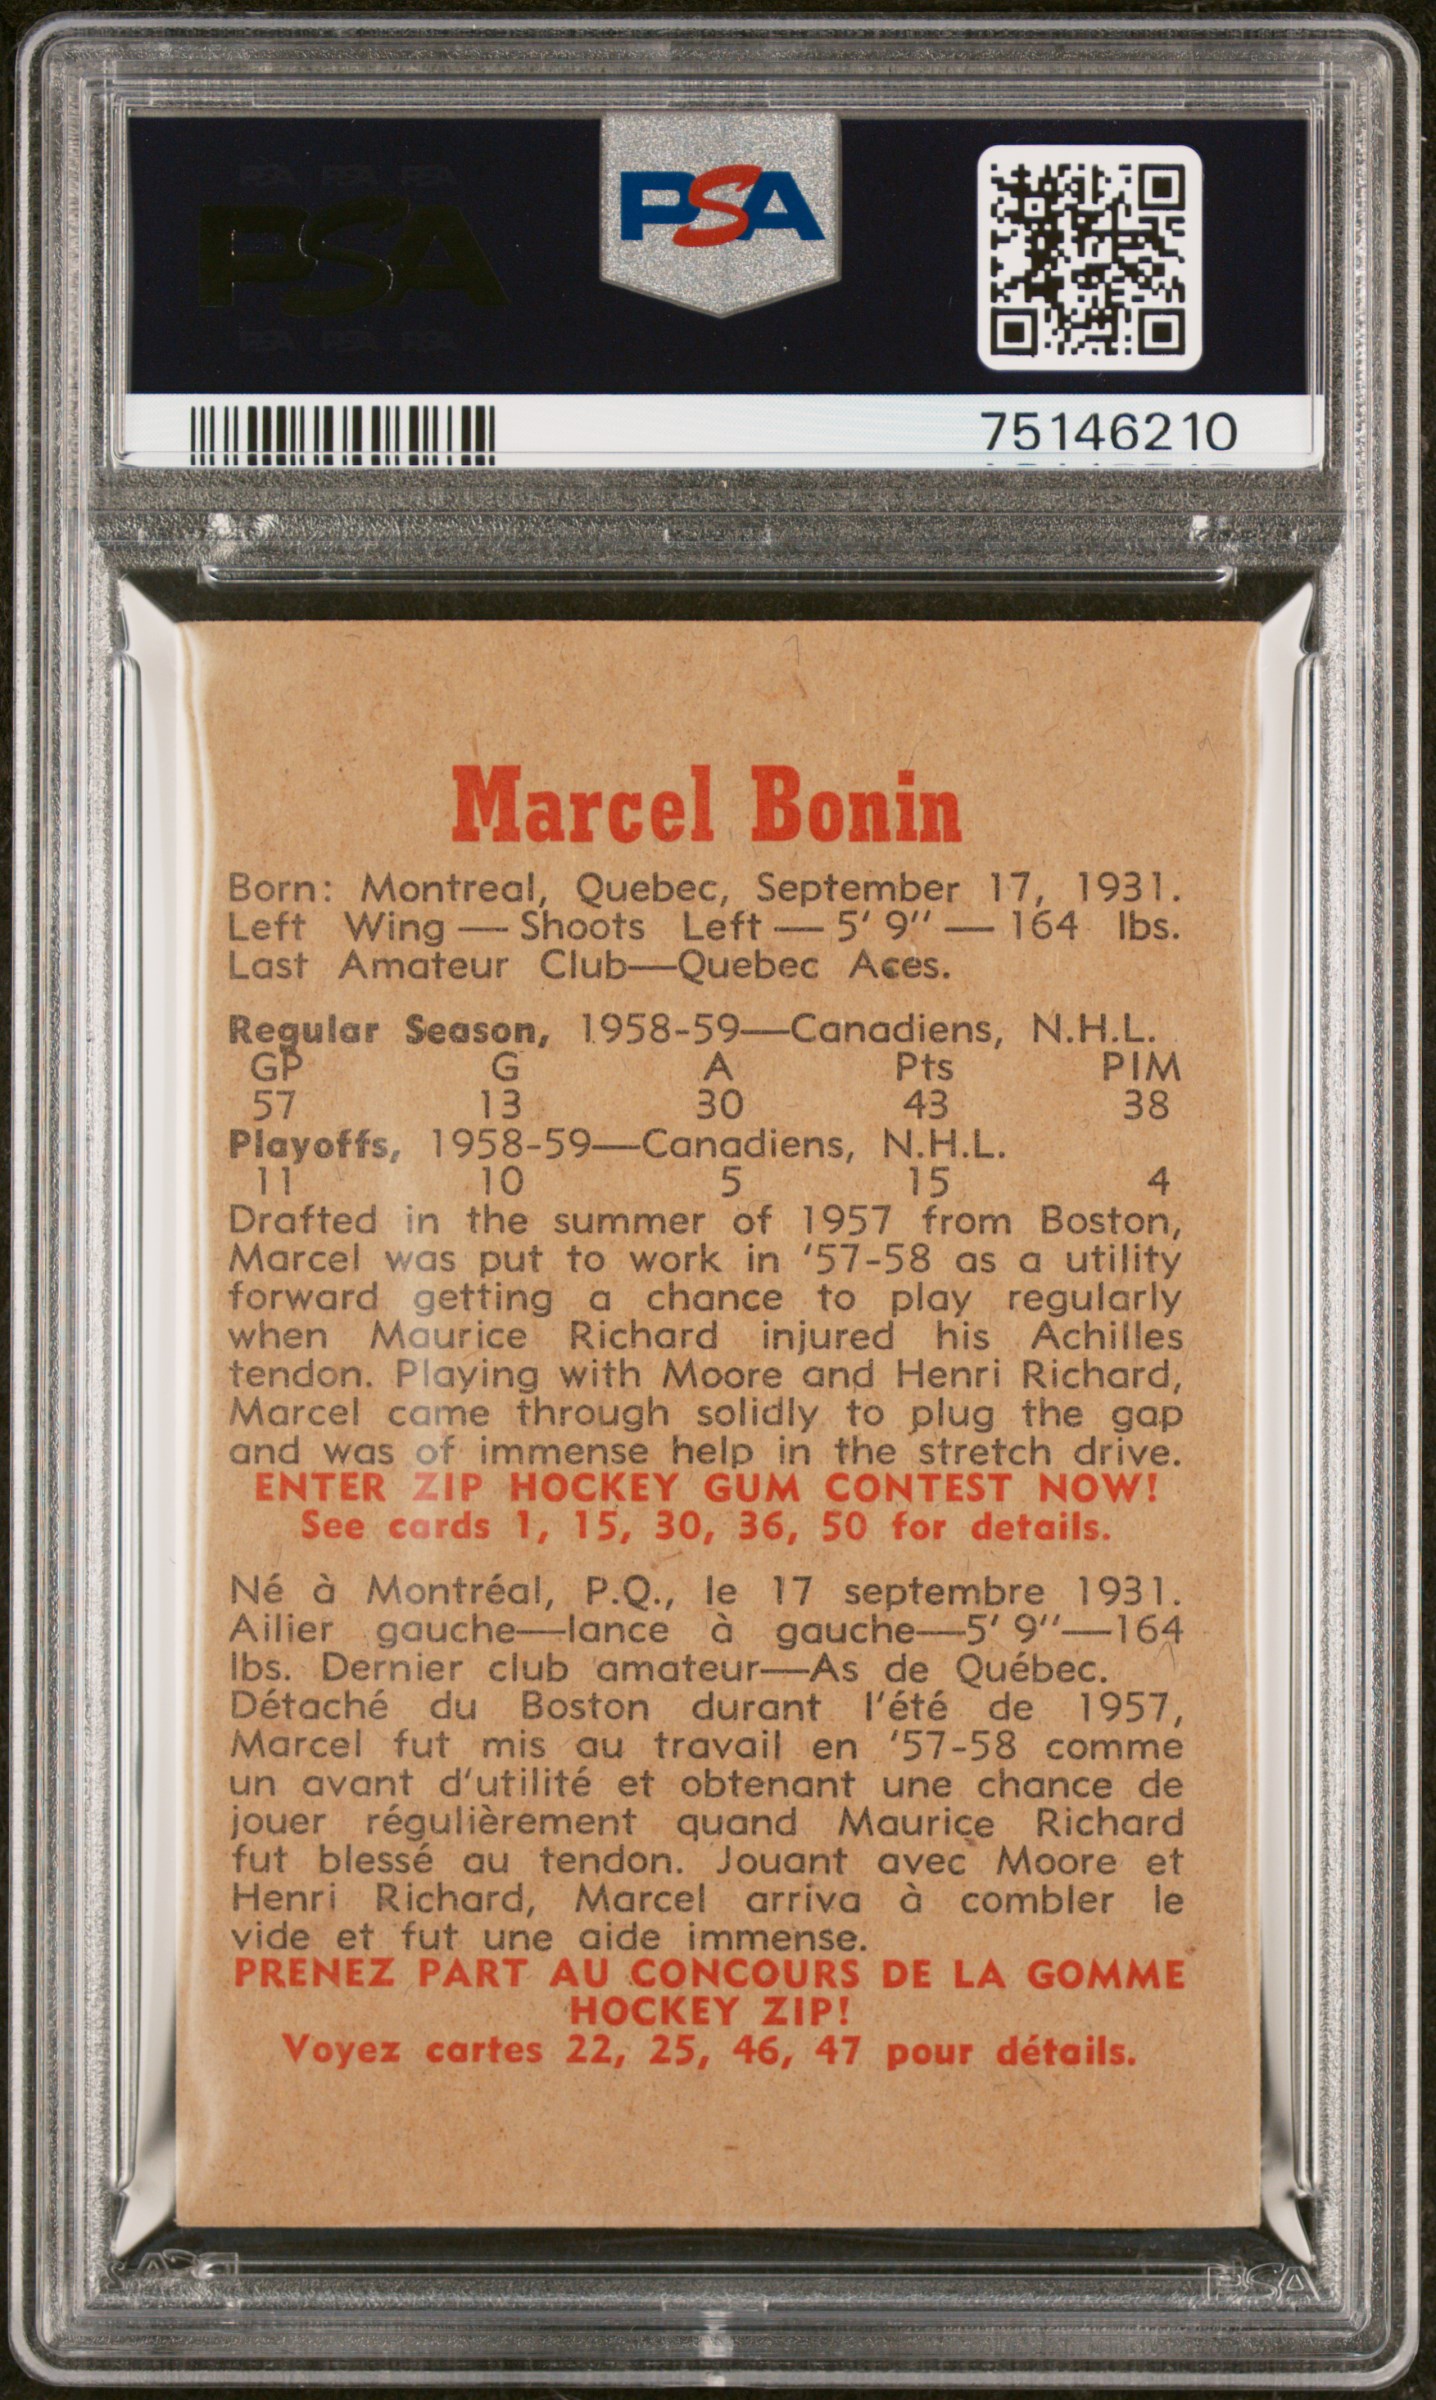 PSA PSA PSA
PSA
PSA PSA PSA
PSA
75146210
Marcel Bonin
Born: Montreal, Quebec, September 17, 1931.
Left Wing — Shoots Left — 5' 9'' — 164 lbs.
Last Amateur Club—Quebec Aces.
Regular Season, 1958-59—Canadiens, N.H.L.
GP G A Pts PIM
57 13 30 43 38
Playoffs, 1958-59—Canadiens, N.H.L.
11 10 5 15 4
Drafted in the summer of 1957 from Boston,
Marcel was put to work in '57-58 as a utility
forward getting a chance to play regularly
when Maurice Richard injured his Achilles
tendon. Playing with Moore and Henri Richard,
Marcel came through solidly to plug the gap
and was of immense help in the stretch drive.
ENTER ZIP HOCKEY GUM CONTEST NOW!
See cards 1, 15, 30, 36, 50 for details.
Né à Montréal, P.Q., le 17 septembre 1931.
Ailier gauche—lance à gauche—5' 9''—164
lbs. Dernier club amateur—As de Québec.
Détaché du Boston durant l'été de 1957,
Marcel fut mis au travail en '57-58 comme
un avant d'utilité et obtenant une chance de
jouer régulièrement quand Maurice Richard
fut blessé au tendon. Jouant avec Moore et
Henri Richard, Marcel arriva à combler le
vide et fut une aide immense.
PRENEZ PART AU CONCOURS DE LA GOMME
HOCKEY ZIP!
Voyez cartes 22, 25, 46, 47 pour détails.
PSA
PSA